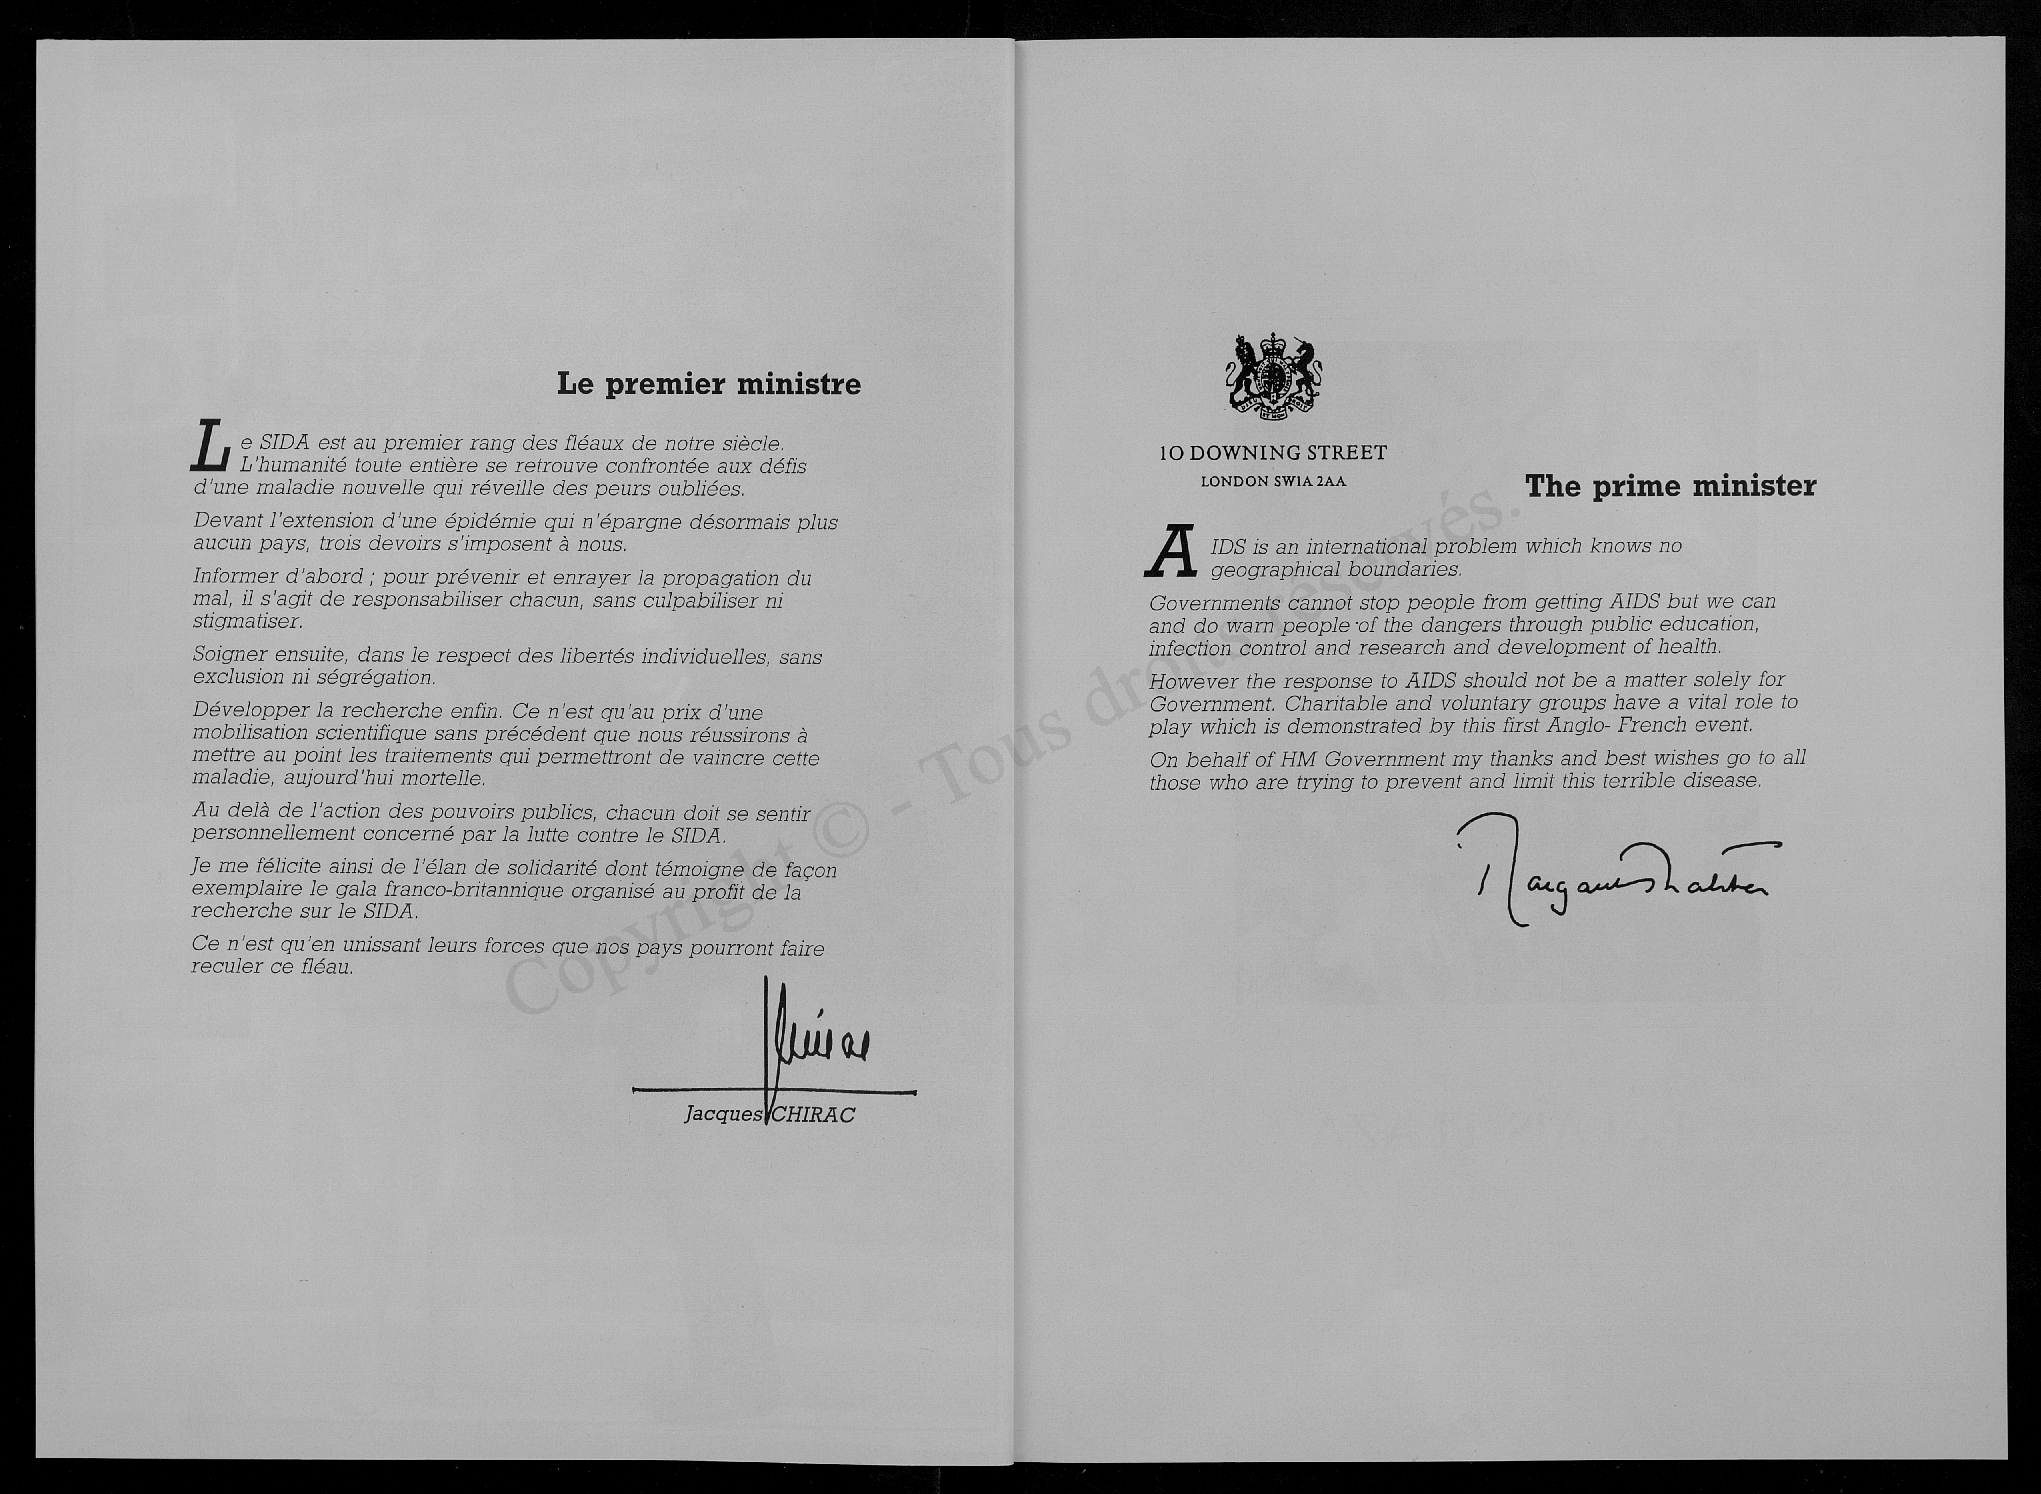 Le premier ministre
Le SIDA est au premier rang des fléaux de notre siècle.
L'humanité toute entière se retrouve confrontée aux défis
d'une maladie nouvelle qui réveille des peurs oubliées.
Devant l'extension d'une épidémie qui n'épargne désormais plus
aucun pays, trois devoirs s'imposent à nous.
Informer d'abord ; pour prévenir et enrayer la propagation du
mal, il s'agit de responsabiliser chacun, sans culpabiliser ni
stigmatiser.
Soigner ensuite, dans le respect des libertés individuelles, sans
exclusion ni ségrégation.
Développer la recherche enfin. Ce n'est qu'au prix d'une
mobilisation scientifique sans précédent que nous réussirons à
mettre au point les traitements qui permettront de vaincre cette
maladie, aujourd'hui mortelle.
Au delà de l'action des pouvoirs publics, chacun doit se sentir
personnellement concerné par la lutte contre le SIDA.
Je me félicite ainsi de l'élan de solidarité dont témoigne de façon
exemplaire le gala franco-britannique organisé au profit de la
recherche sur le SIDA.
Ce n'est qu'en unissant leurs forces que nos pays pourront faire
reculer ce fléau.
Chirac
Jacques CHIRAC
10 DOWNING STREET
LONDON SW1A 2AA
The prime minister
AIDS is an international problem which knows no
geographical boundaries.
Governments cannot stop people from getting AIDS but we can
and do warn people of the dangers through public education,
infection control and research and development of health.
However the response to AIDS should not be a matter solely for
Government. Charitable and voluntary groups have a vital role to
play which is demonstrated by this first Anglo- French event.
On behalf of HM Government my thanks and best wishes go to all
those who are trying to prevent and limit this terrible disease.
Margaret Thatcher
Copyright © - Tous droits réservés.